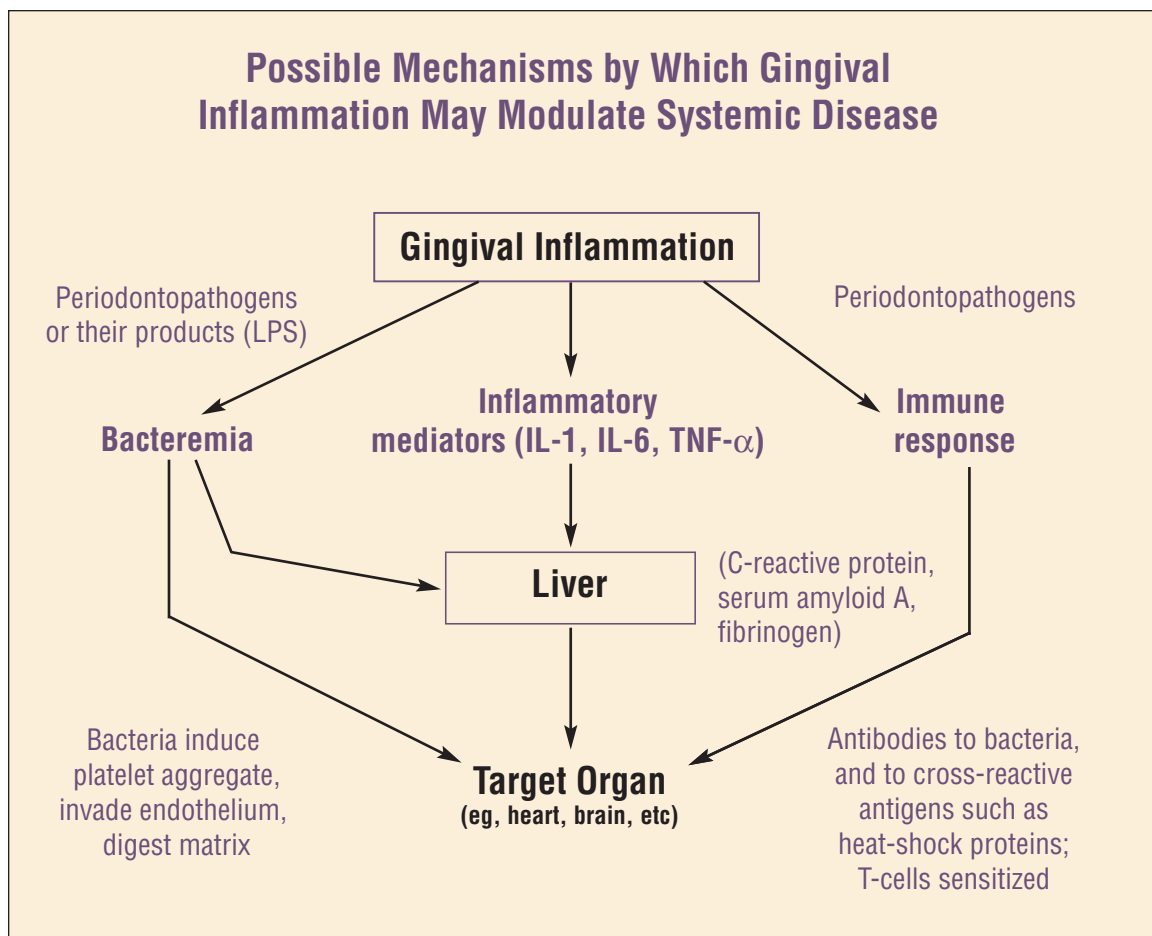 Possible Mechanisms by Which Gingival
Inflammation May Modulate Systemic Disease
Gingival Inflammation
Periodontopathogens
or their products (LPS)
Periodontopathogens
Bacteremia
Inflammatory
mediators (IL-1, IL-6, TNF-α)
Immune
response
Liver
(C-reactive protein,
serum amyloid A,
fibrinogen)
Bacteria induce
platelet aggregate,
invade endothelium,
digest matrix
Target Organ
(eg, heart, brain, etc)
Antibodies to bacteria,
and to cross-reactive
antigens such as
heat-shock proteins;
T-cells sensitized